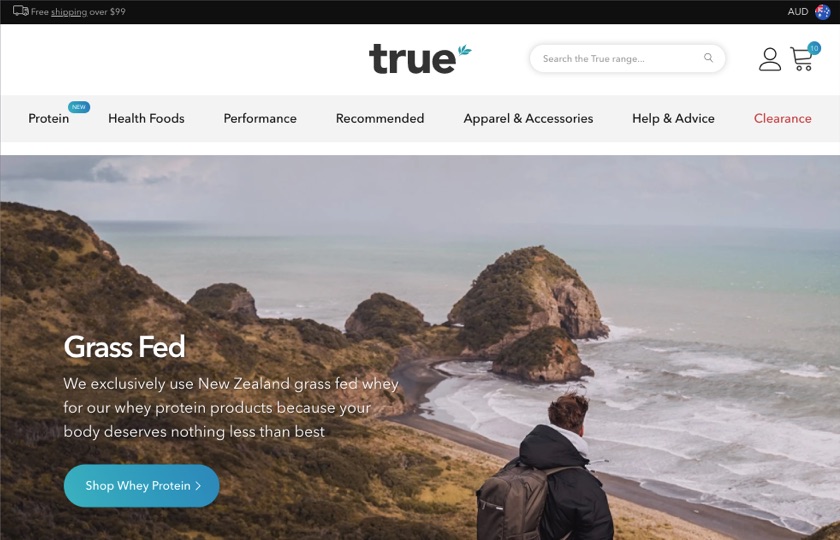 Free shipping over $99
AUD
true
Search the True range...
10
NEW
Protein
Health Foods
Performance
Recommended
Apparel & Accessories
Help & Advice
Clearance
Grass Fed
We exclusively use New Zealand grass fed whey
for our whey protein products because your
body deserves nothing less than best
Shop Whey Protein >